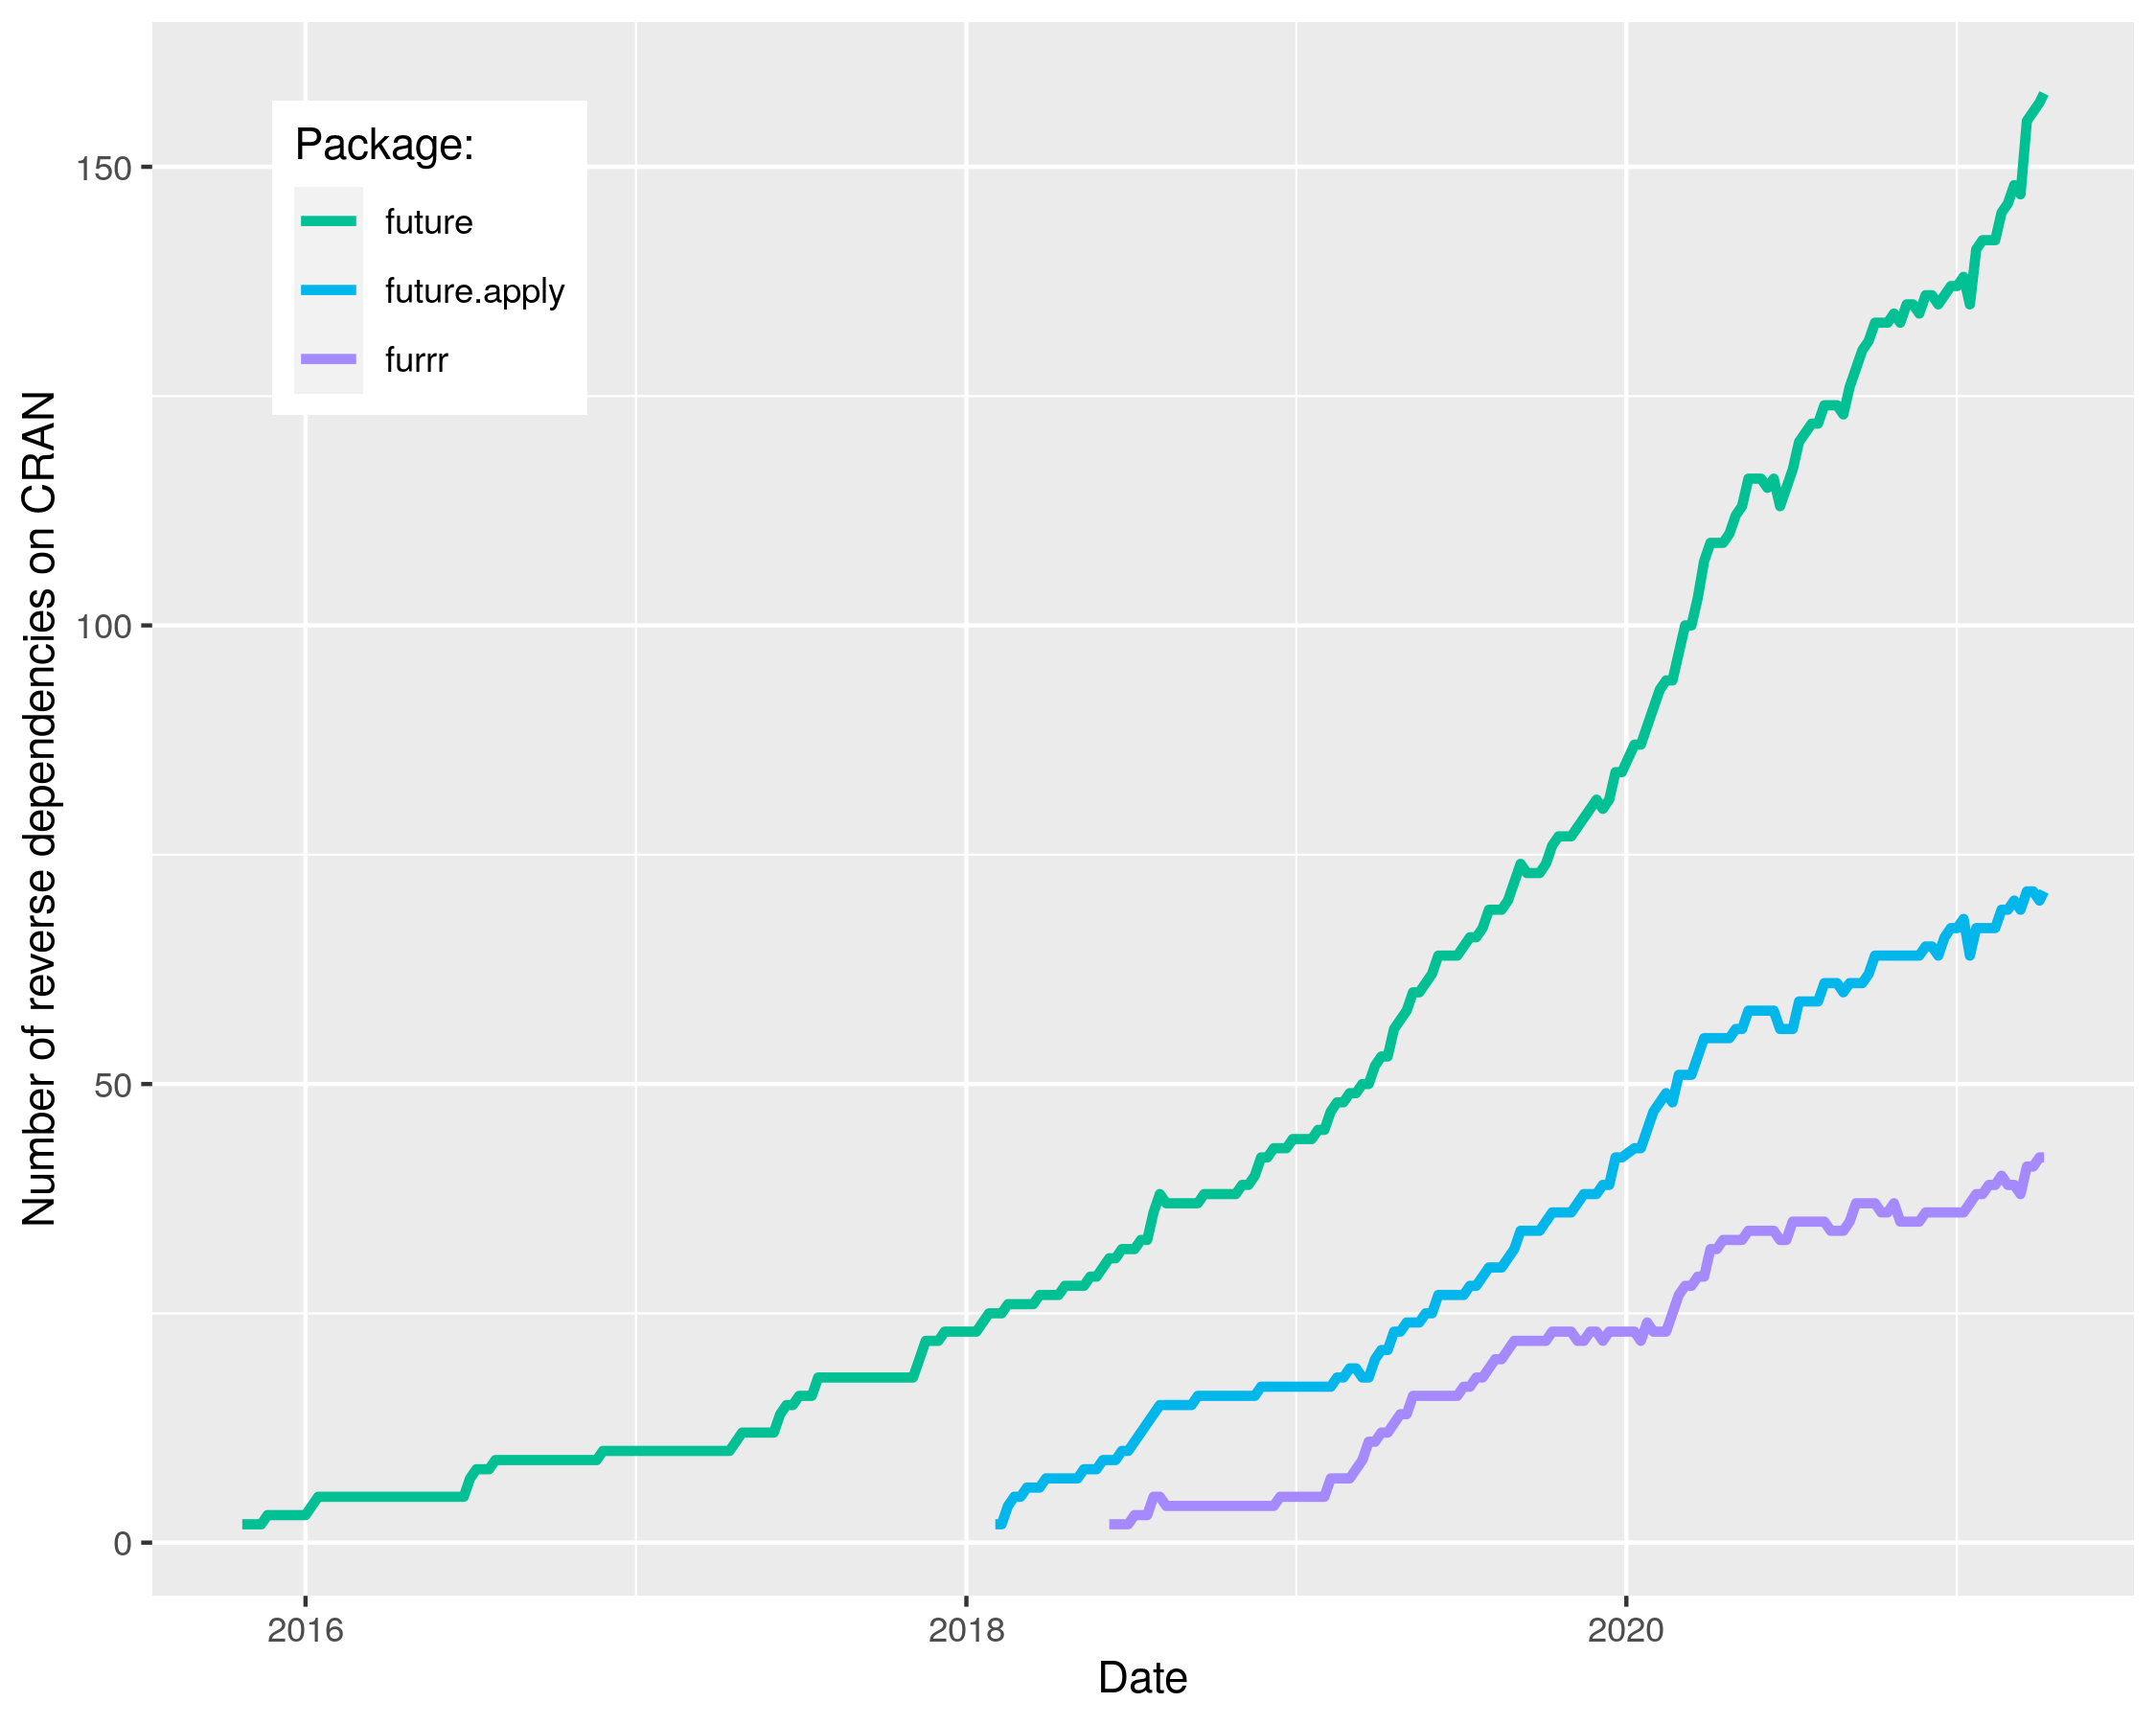 Package:
future
future.apply
furrr
Number of reverse dependencies on CRAN
150
100
50
0
2016 2018 2020
Date